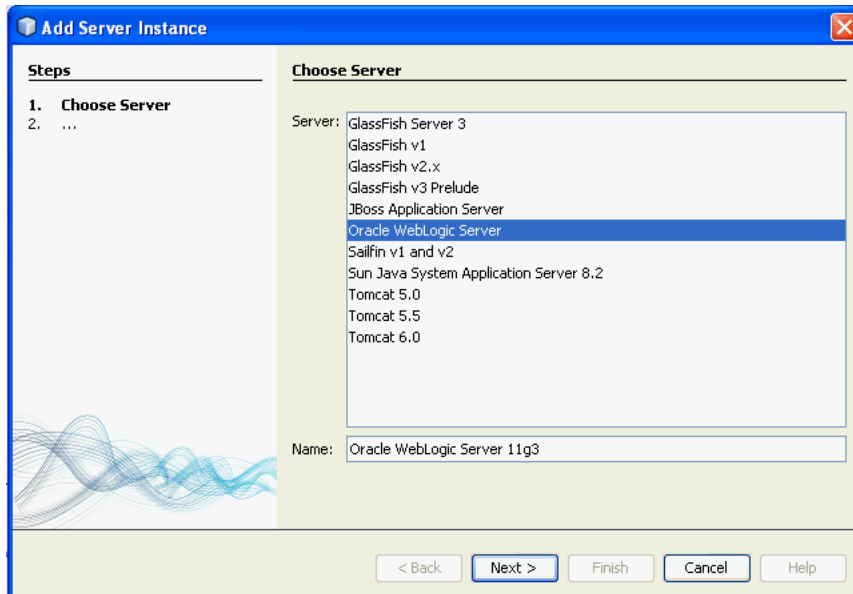 Add Server Instance
Steps
1. Choose Server
2. ...
Choose Server
Server:
GlassFish Server 3
GlassFish v1
GlassFish v2.x
GlassFish v3 Prelude
JBoss Application Server
Oracle WebLogic Server
Sailfin v1 and v2
Sun Java System Application Server 8.2
Tomcat 5.0
Tomcat 5.5
Tomcat 6.0
Name: Oracle WebLogic Server 11g3
< Back Next > Finish Cancel Help